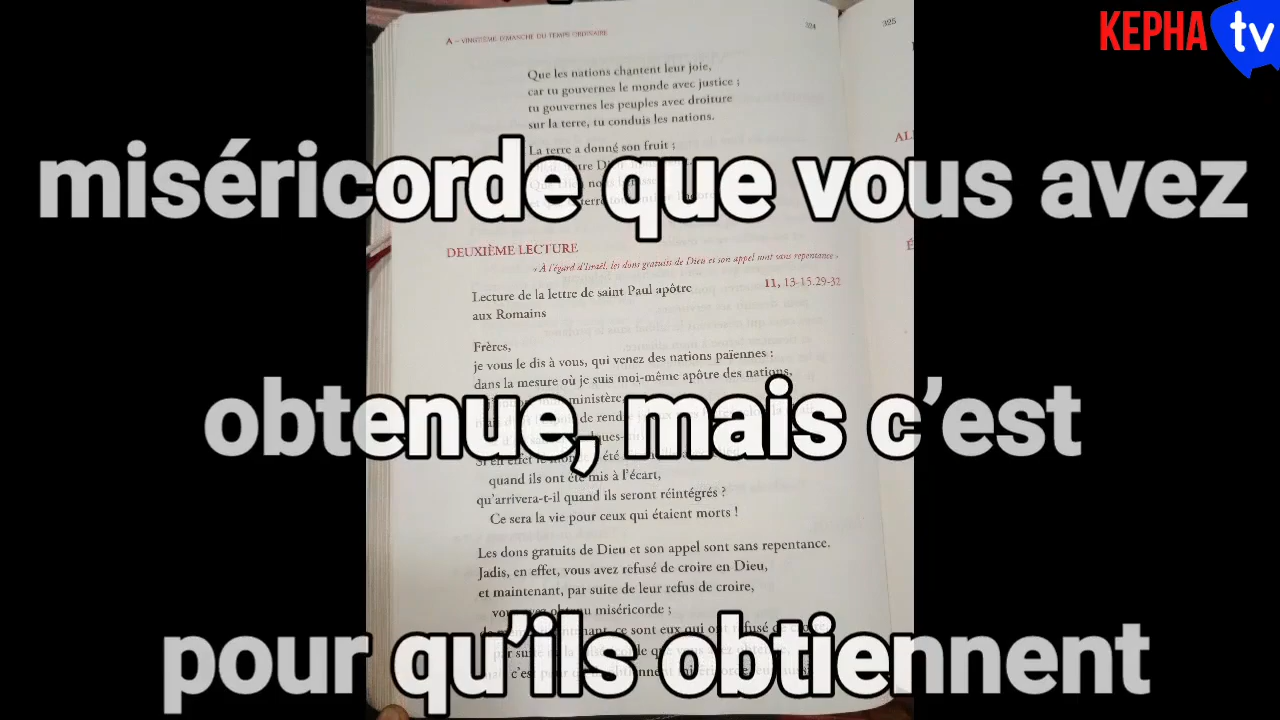 KEPHA tv
A – VINGTIÈME DIMANCHE DU TEMPS ORDINAIRE
324
325
Que les nations chantent leur joie,
car tu gouvernes le monde avec justice ;
tu gouvernes les peuples avec droiture
sur la terre, tu conduis les nations.
La terre a donné son fruit ;
miséricorde que vous avez
DEUXIÈME LECTURE
« À l'égard d'Israël, les dons gratuits de Dieu et son appel sont sans repentance »
Lecture de la lettre de saint Paul apôtre
11, 13-15.29-32
aux Romains
Frères,
je vous le dis à vous, qui venez des nations païennes :
dans la mesure où je suis moi-même apôtre des nations,
ministère,
obtenue, mais c’est
quand ils ont été mis à l'écart,
qu'arrivera-t-il quand ils seront réintégrés ?
Ce sera la vie pour ceux qui étaient morts !
Les dons gratuits de Dieu et son appel sont sans repentance.
Jadis, en effet, vous avez refusé de croire en Dieu,
et maintenant, par suite de leur refus de croire,
miséricorde ;
pour qu’ils obtiennent